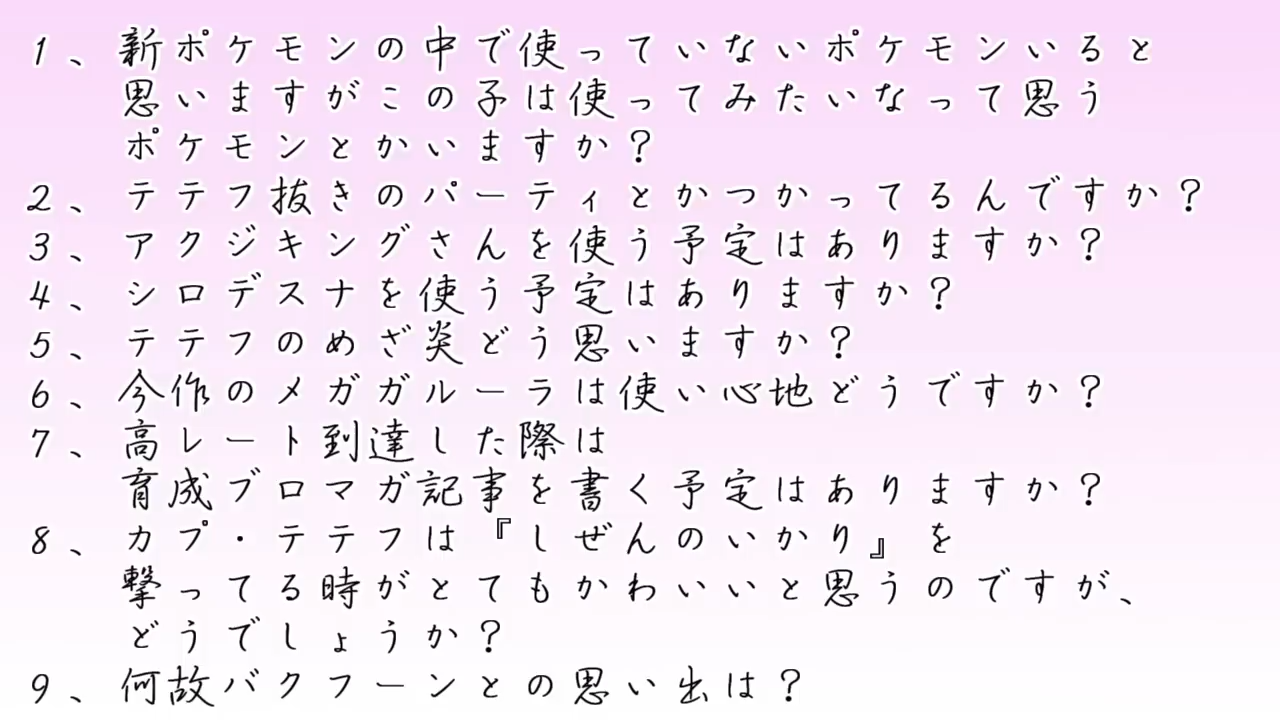 1、新ポケモンの中で使っていないポケモンいると
思いますがこの子は使ってみたいなって思う
ポケモンとかいますか？
2、テテフ抜きのパーティとかつかってるんですか？
3、アクジキングさんを使う予定はありますか？
4、シロデスナを使う予定はありますか？
5、テテフのめざ炎どう思いますか？
6、今作のメガガルーラは使い心地どうですか？
7、高レート到達した際は
育成ブロマガ記事を書く予定はありますか？
8、カプ・テテフは『しぜんのいかり』を
撃ってる時がとてもかわいいと思うのですが、
どうでしょうか？
9、何故バクフーンとの思い出は？